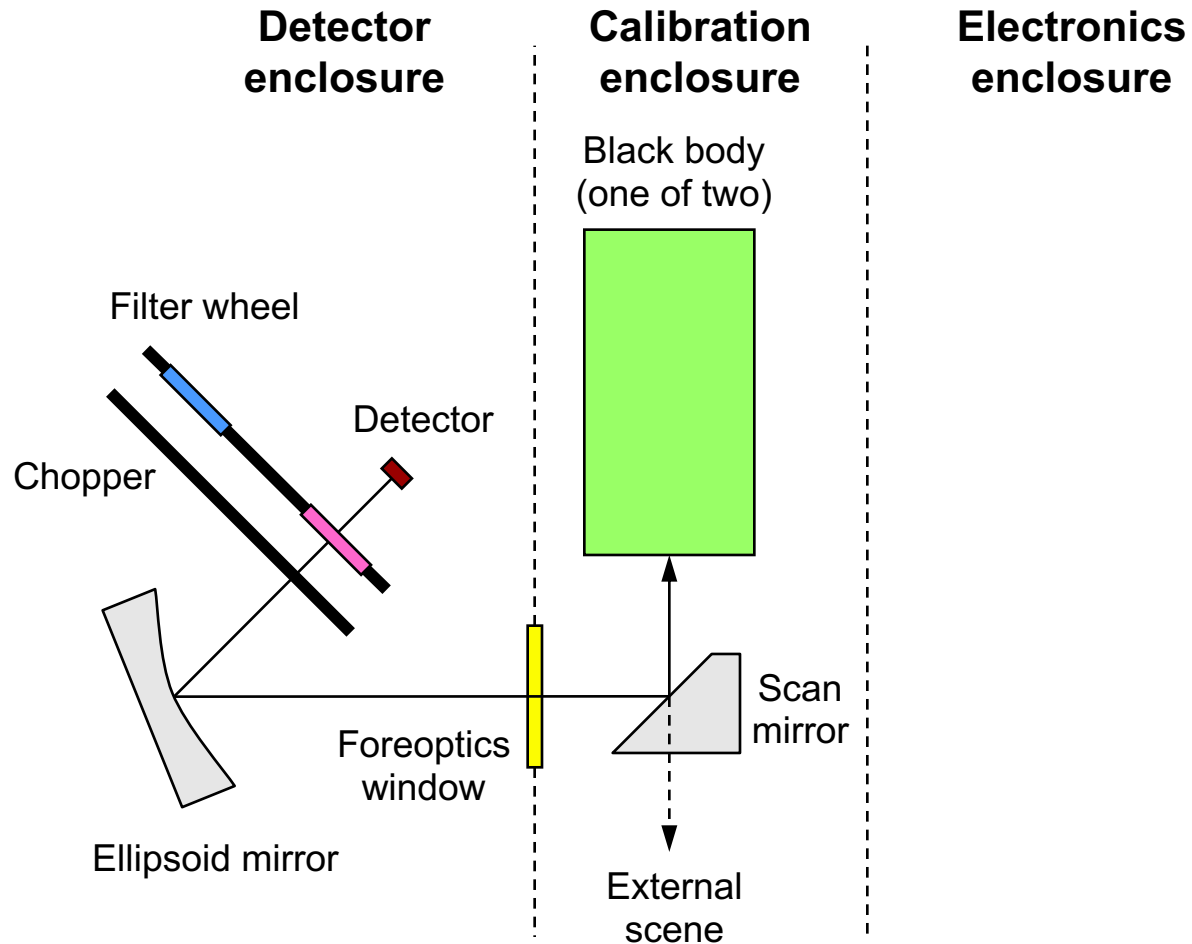 Detector
enclosure
Calibration
enclosure
Electronics
enclosure
Black body
(one of two)
Filter wheel
Detector
Chopper
Scan
mirror
Foreoptics
window
Ellipsoid mirror
External
scene